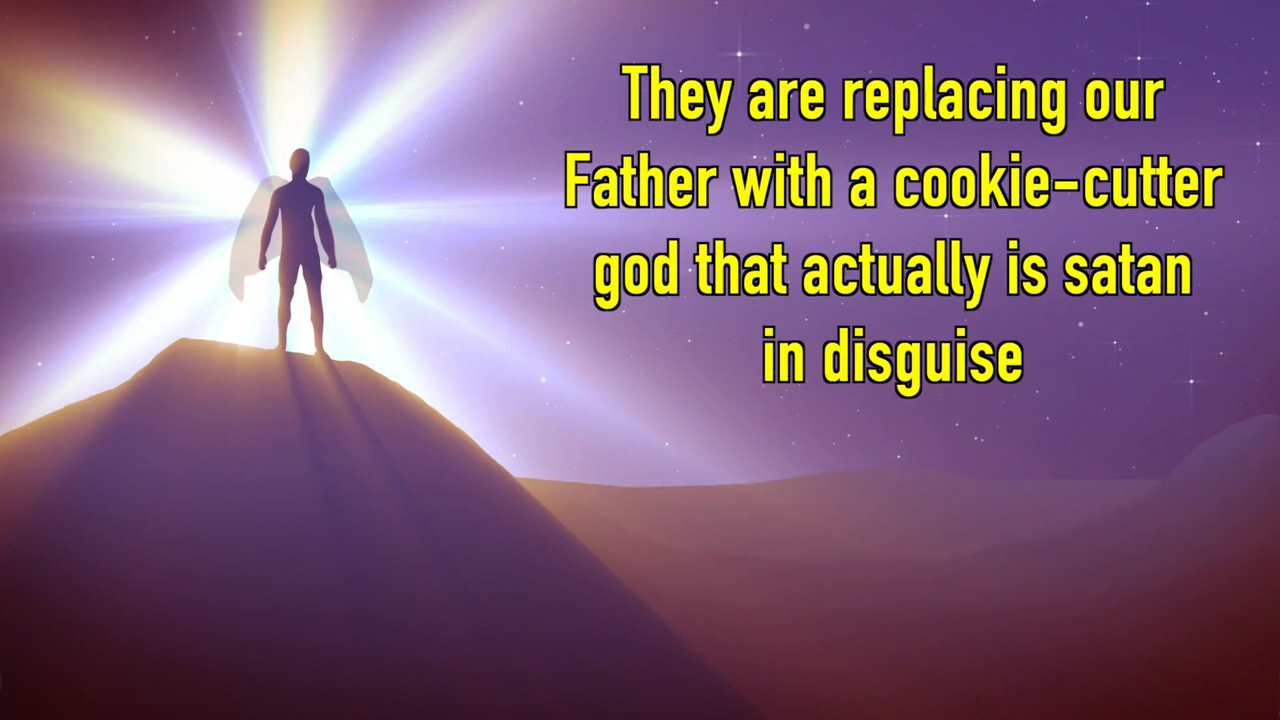 They are replacing our
Father with a cookie-cutter
god that actually is satan
in disguise